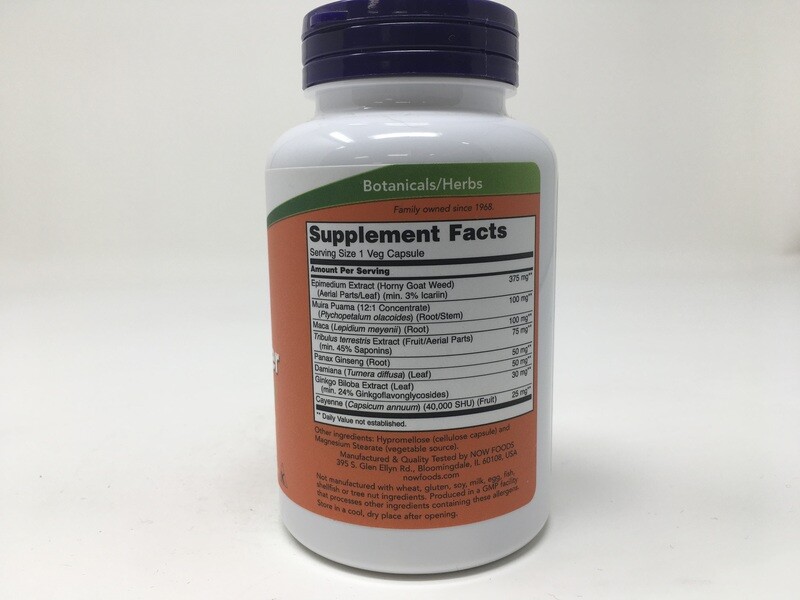 Botanicals/Herbs
Family owned since 1968.
Supplement Facts
Serving Size 1 Veg Capsule
Amount Per Serving
Epimedium Extract (Horny Goat Weed) 375 mg**
(Aerial Parts/Leaf) (min. 3% Icariin)
Muira Puama (12:1 Concentrate) 100 mg**
(Ptychopetalum olacoides) (Root/Stem)
Maca (Lepidium meyenii) (Root) 100 mg**
Tribulus terrestris Extract (Fruit/Aerial Parts) 75 mg**
(min. 45% Saponins)
Panax Ginseng (Root) 50 mg**
Damiana (Turnera diffusa) (Leaf) 50 mg**
Ginkgo Biloba Extract (Leaf) 30 mg**
(min. 24% Ginkgoflavonglycosides)
Cayenne (Capsicum annuum) (40,000 SHU) (Fruit) 25 mg**
** Daily Value not established.
Other ingredients: Hypromellose (cellulose capsule) and
Magnesium Stearate (vegetable source).
Manufactured & Quality Tested by NOW FOODS
395 S. Glen Ellyn Rd., Bloomingdale, IL 60108, USA
nowfoods.com
Not manufactured with wheat, gluten, soy, milk, egg, fish,
shellfish or tree nut ingredients. Produced in a GMP facility
that processes other ingredients containing these allergens.
Store in a cool, dry place after opening.